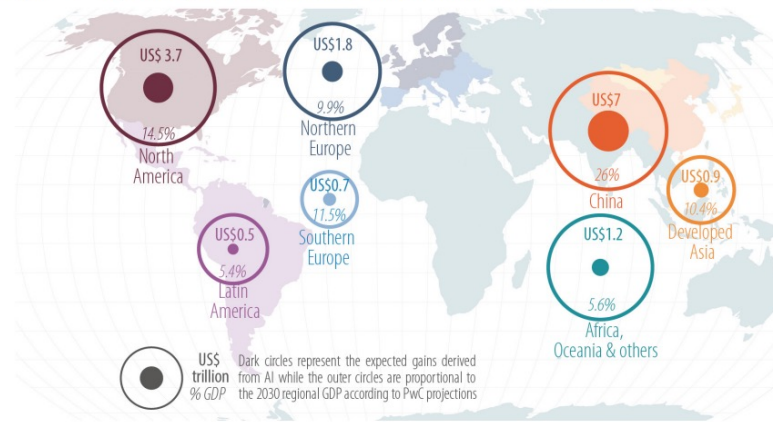 US$ 3.7
14.5%
North
America
US$1.8
9.9%
Northern
Europe
US$0.7
11.5%
Southern
Europe
US$0.5
5.4%
Latin
America
US$7
26%
China
US$0.9
10.4%
Developed
Asia
US$1.2
5.6%
Africa,
Oceania & others
US$
trillion
% GDP
Dark circles represent the expected gains derived
from AI while the outer circles are proportional to
the 2030 regional GDP according to PwC projections